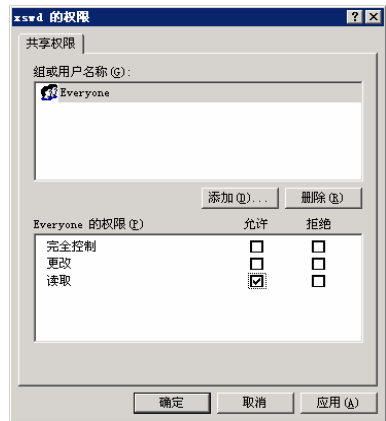 xswd 的权限
共享权限
组或用户名称(G):
Everyone
添加(D)... 删除(R)
Everyone 的权限(P) 允许 拒绝
完全控制
更改
读取
确定 取消 应用(A)